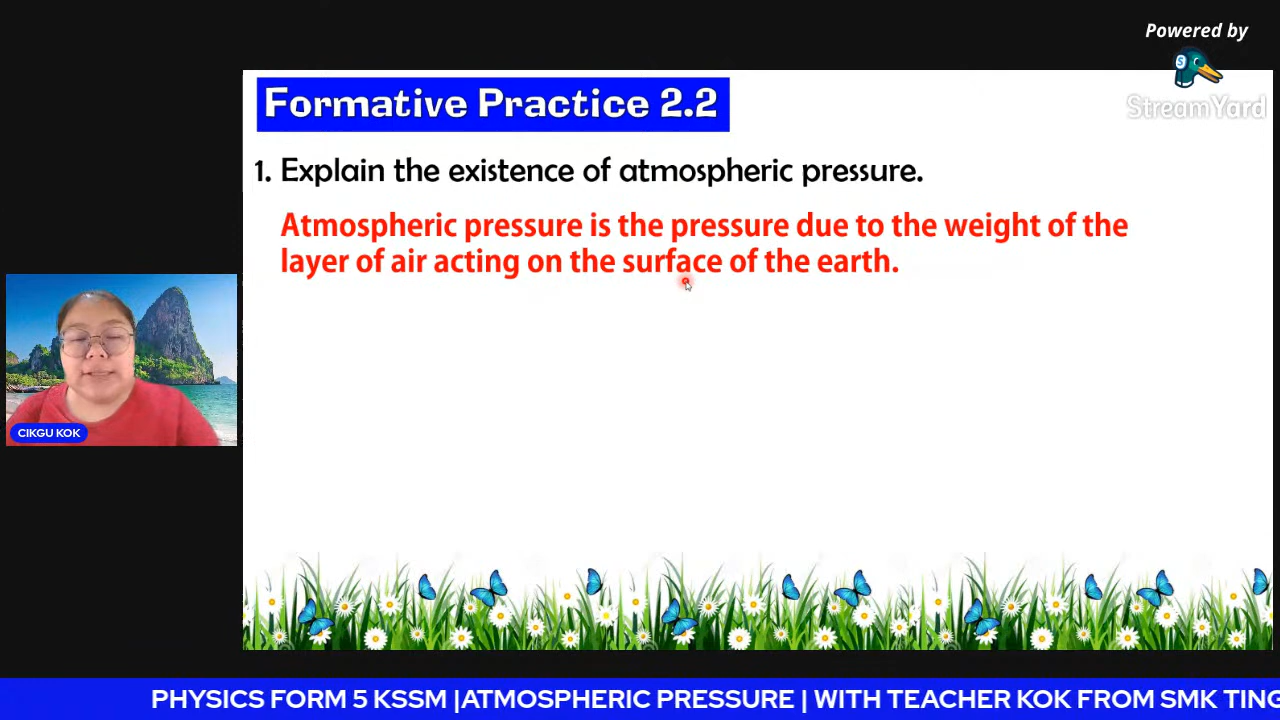 Powered by
StreamYard
Formative Practice 2.2
1. Explain the existence of atmospheric pressure.
Atmospheric pressure is the pressure due to the weight of the
layer of air acting on the surface of the earth.
CIKGU KOK
PHYSICS FORM 5 KSSM |ATMOSPHERIC PRESSURE | WITH TEACHER KOK FROM SMK TING